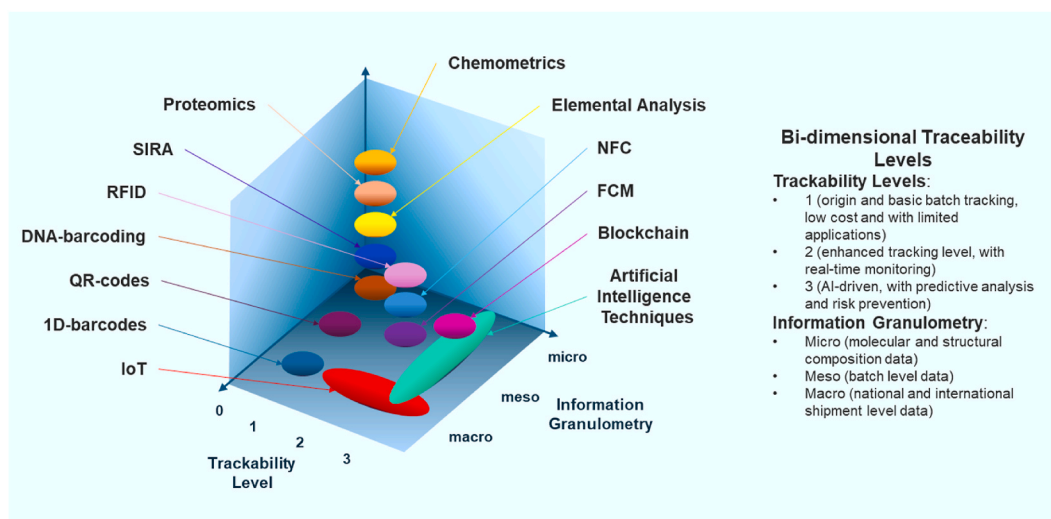 Chemometrics
Proteomics
Elemental Analysis
SIRA
NFC
RFID
FCM
DNA-barcoding
Blockchain
QR-codes
Artificial
Intelligence
Techniques
1D-barcodes
IoT
micro
meso
macro
Information
Granulometry
0
1
2
3
Trackability
Level
Bi-dimensional Traceability
Levels
Trackability Levels:
• 1 (origin and basic batch tracking,
low cost and with limited
applications)
• 2 (enhanced tracking level, with
real-time monitoring)
• 3 (AI-driven, with predictive analysis
and risk prevention)
Information Granulometry:
• Micro (molecular and structural
composition data)
• Meso (batch level data)
• Macro (national and international
shipment level data)